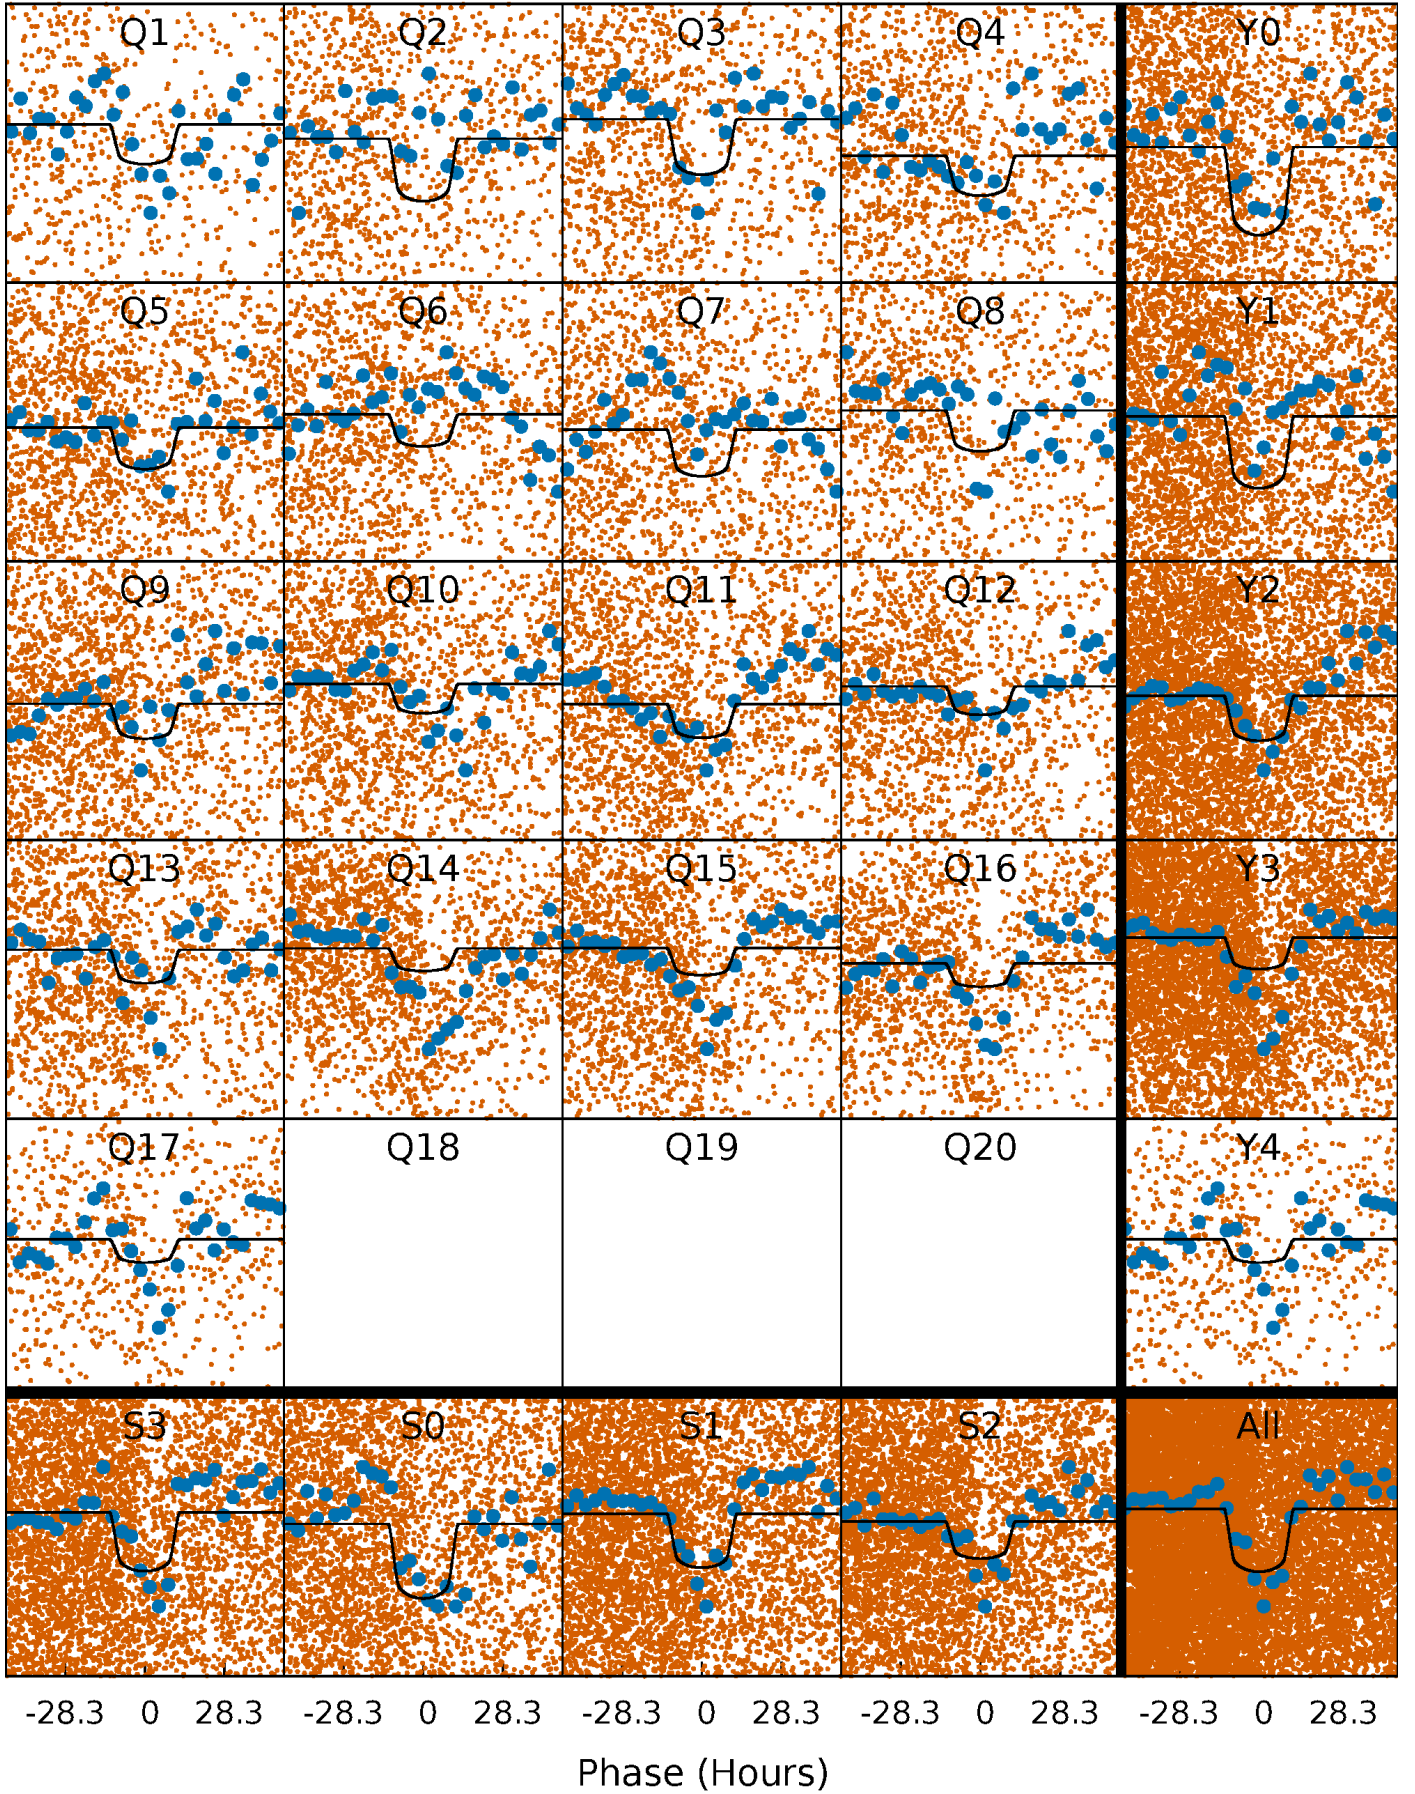 Q1 Q2 Q3 Q4 Y0
Q5 Q6 Q7 Q8 Y1
Q9 Q10 Q11 Q12 Y2
Q13 Q14 Q15 Q16 Y3
Q17 Q18 Q19 Q20 Y4
S3 S0 S1 S2 All
-28.3 0 28.3 -28.3 0 28.3 -28.3 0 28.3 -28.3 0 28.3 -28.3 0 28.3
Phase (Hours)